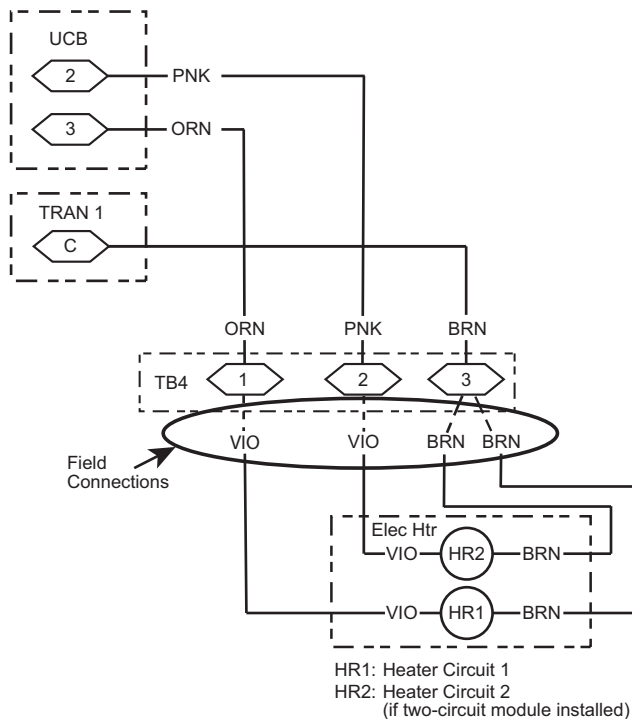 UCB
2 PNK
3 ORN
TRAN 1
C
ORN PNK BRN
TB4 1 2 3
VIO VIO BRN BRN
Field
Connections
Elec Htr
VIO HR2 BRN
VIO HR1 BRN
HR1: Heater Circuit 1
HR2: Heater Circuit 2
(if two-circuit module installed)